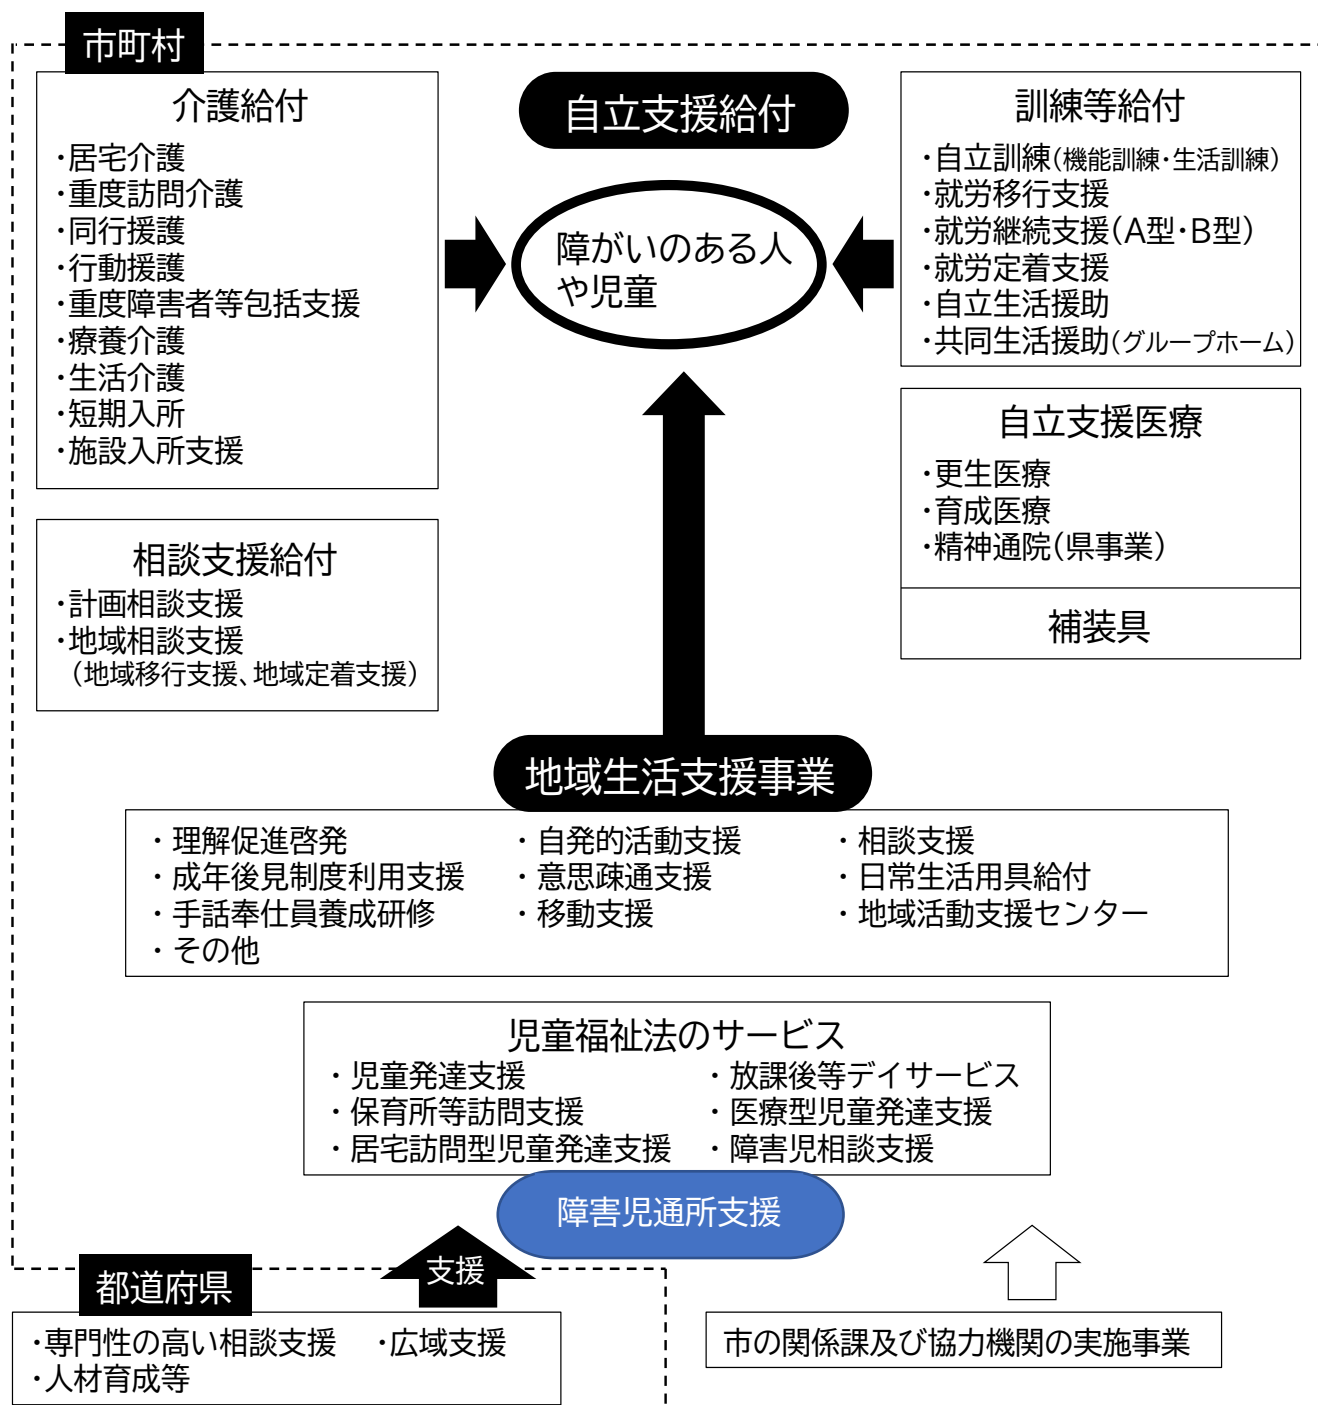 市町村
介護給付
・居宅介護
・重度訪問介護
・同行援護
・行動援護
・重度障害者等包括支援
・療養介護
・生活介護
・短期入所
・施設入所支援
自立支援給付
障がいのある人
や児童
訓練等給付
・自立訓練(機能訓練・生活訓練)
・就労移行支援
・就労継続支援(A型・B型)
・就労定着支援
・自立生活援助
・共同生活援助(グループホーム)
自立支援医療
・更生医療
・育成医療
・精神通院(県事業)
補装具
相談支援給付
・計画相談支援
・地域相談支援
(地域移行支援、地域定着支援)
地域生活支援事業
・理解促進啓発 ・自発的活動支援 ・相談支援
・成年後見制度利用支援 ・意思疎通支援 ・日常生活用具給付
・手話奉仕員養成研修 ・移動支援 ・地域活動支援センター
・その他
児童福祉法のサービス
・児童発達支援 ・放課後等デイサービス
・保育所等訪問支援 ・医療型児童発達支援
・居宅訪問型児童発達支援 ・障害児相談支援
障害児通所支援
支援
都道府県
・専門性の高い相談支援 ・広域支援
・人材育成等
市の関係課及び協力機関の実施事業